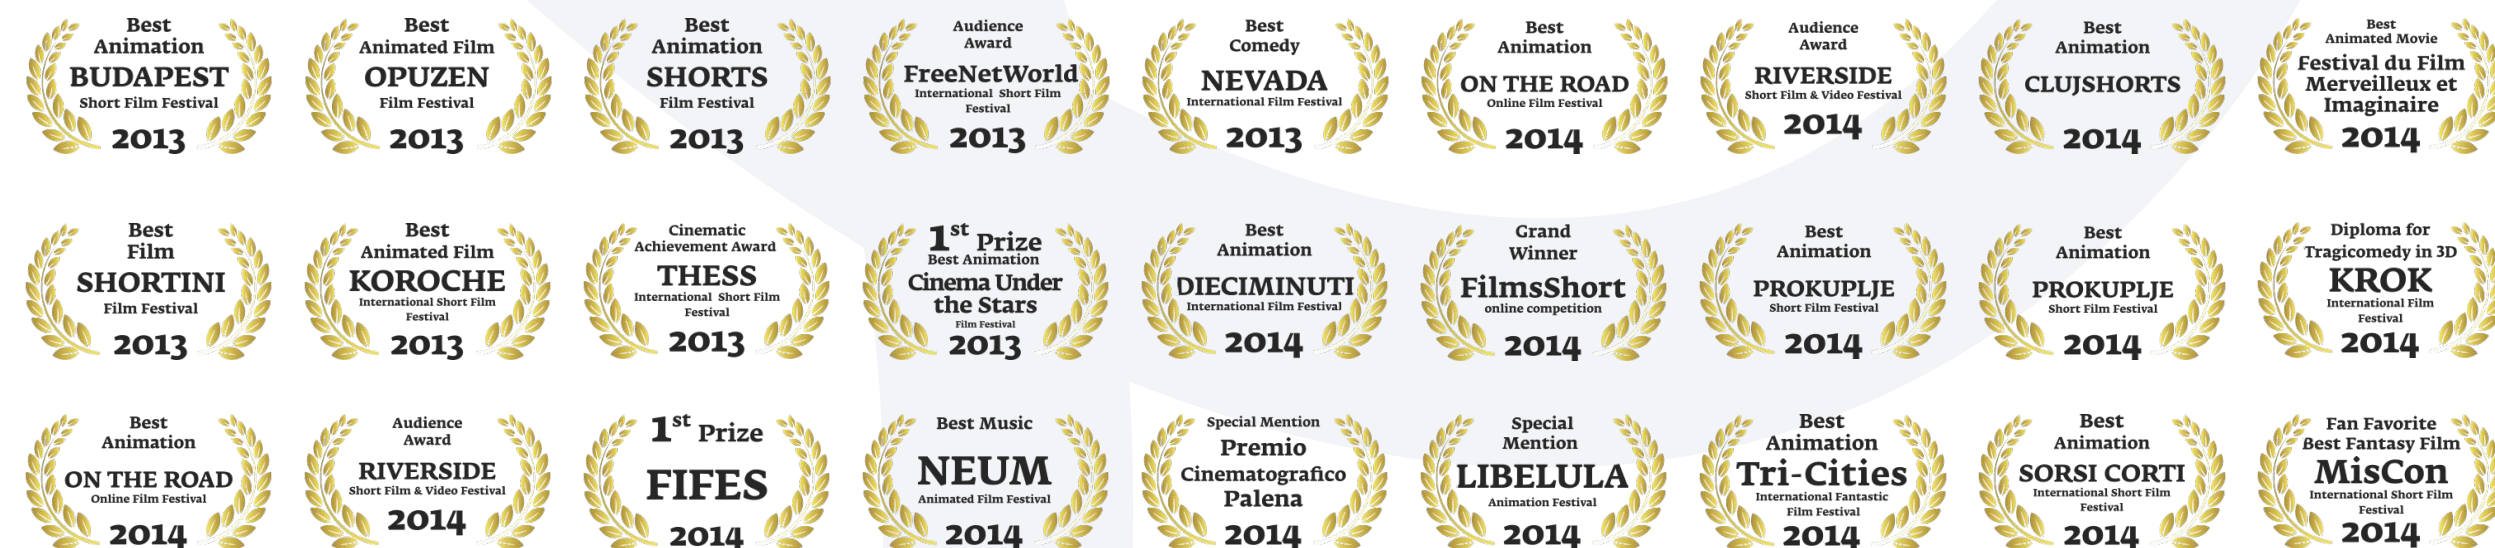 Best
Animation
BUDAPEST
Short Film Festival
2013
Best
Animated Film
OPUZEN
Film Festival
2013
Best
Animation
SHORTS
Film Festival
2013
Audience
Award
FreeNetWorld
International Short Film
Festival
2013
Best
Comedy
NEVADA
International Film Festival
2013
Best
Animation
ON THE ROAD
Online Film Festival
2014
Audience
Award
RIVERSIDE
Short Film & Video Festival
2014
Best
Animation
CLUJSHORTS
2014
Best
Animated Movie
Festival du Film
Merveilleux et
Imaginaire
2014
Best
Film
SHORTINI
Film Festival
2013
Best
Animated Film
KOROCHE
International Short Film
Festival
2013
Cinematic
Achievement Award
THESS
International Short Film
Festival
2013
1st Prize
Best Animation
Cinema Under
the Stars
Film Festival
2013
Best
Animation
DIECIMINUTI
International Film Festival
2014
Grand
Winner
FilmsShort
online competition
2014
Best
Animation
PROKUPLJE
Short Film Festival
2014
Best
Animation
PROKUPLJE
Short Film Festival
2014
Diploma for
Tragicomedy in 3D
KROK
International Film
Festival
2014
Best
Animation
ON THE ROAD
Online Film Festival
2014
Audience
Award
RIVERSIDE
Short Film & Video Festival
2014
1st Prize
FIFES
2014
Best Music
NEUM
Animated Film Festival
2014
Special Mention
Premio
Cinematografico
Palena
2014
Special
Mention
LIBELULA
Animation Festival
2014
Best
Animation
Tri-Cities
International Fantastic
Film Festival
2014
Best
Animation
SORSI CORTI
International Short Film
Festival
2014
Fan Favorite
Best Fantasy Film
MisCon
International Short Film
Festival
2014